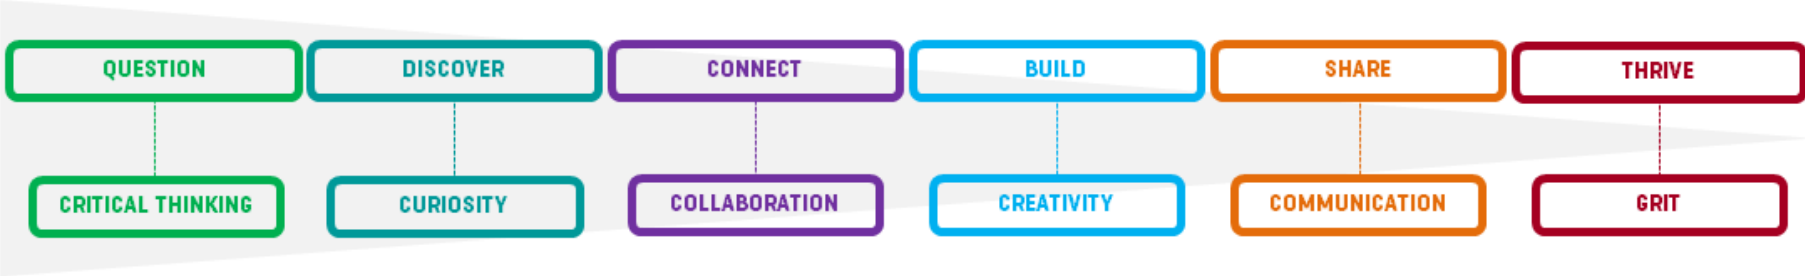 QUESTION DISCOVER CONNECT BUILD SHARE THRIVE
CRITICAL THINKING CURIOSITY COLLABORATION CREATIVITY COMMUNICATION GRIT